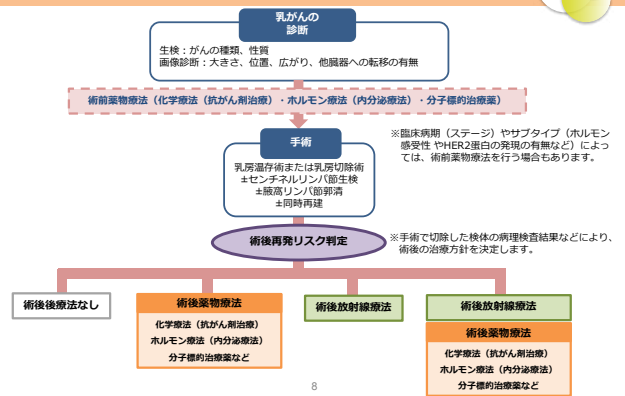 乳がんの
診断
生検：がんの種類、性質
画像診断：大きさ、位置、広がり、他臓器への転移の有無
術前薬物療法（化学療法（抗がん剤治療）・ホルモン療法（内分泌療法）・分子標的治療薬）
手術
乳房温存術または乳房切除術
±センチネルリンパ節生検
±腋窩リンパ節郭清
±同時再建
※臨床病期（ステージ）やサブタイプ（ホルモン
感受性 やHER2蛋白の発現の有無など）によっ
ては、術前薬物療法を行う場合もあります。
術後再発リスク判定
※手術で切除した検体の病理検査結果などにより、
術後の治療方針を決定します。
術後後療法なし
術後薬物療法
化学療法（抗がん剤治療）
ホルモン療法（内分泌療法）
分子標的治療薬など
術後放射線療法
術後放射線療法
術後薬物療法
化学療法（抗がん剤治療）
ホルモン療法（内分泌療法）
分子標的治療薬など
8